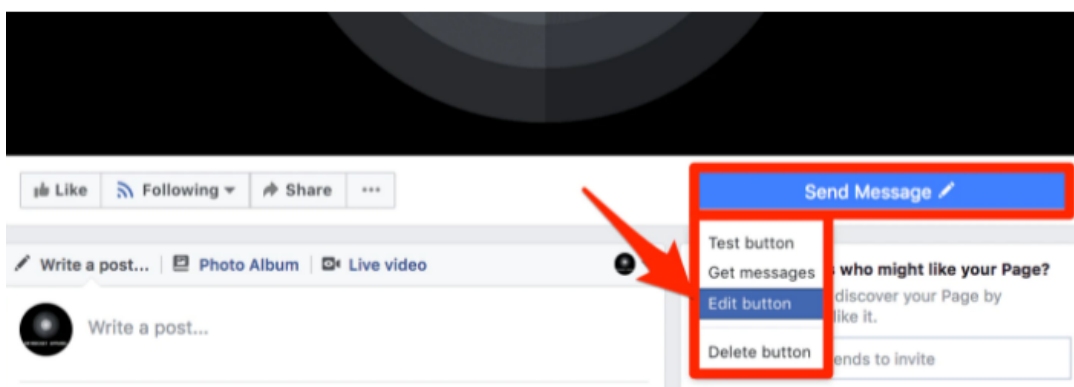 Like Following Share ...
Send Message
Test button
Get messages
Edit button
Delete button
Write a post... Photo Album Live video
Write a post...
who might like your Page?
discover your Page by
like it.
ends to invite